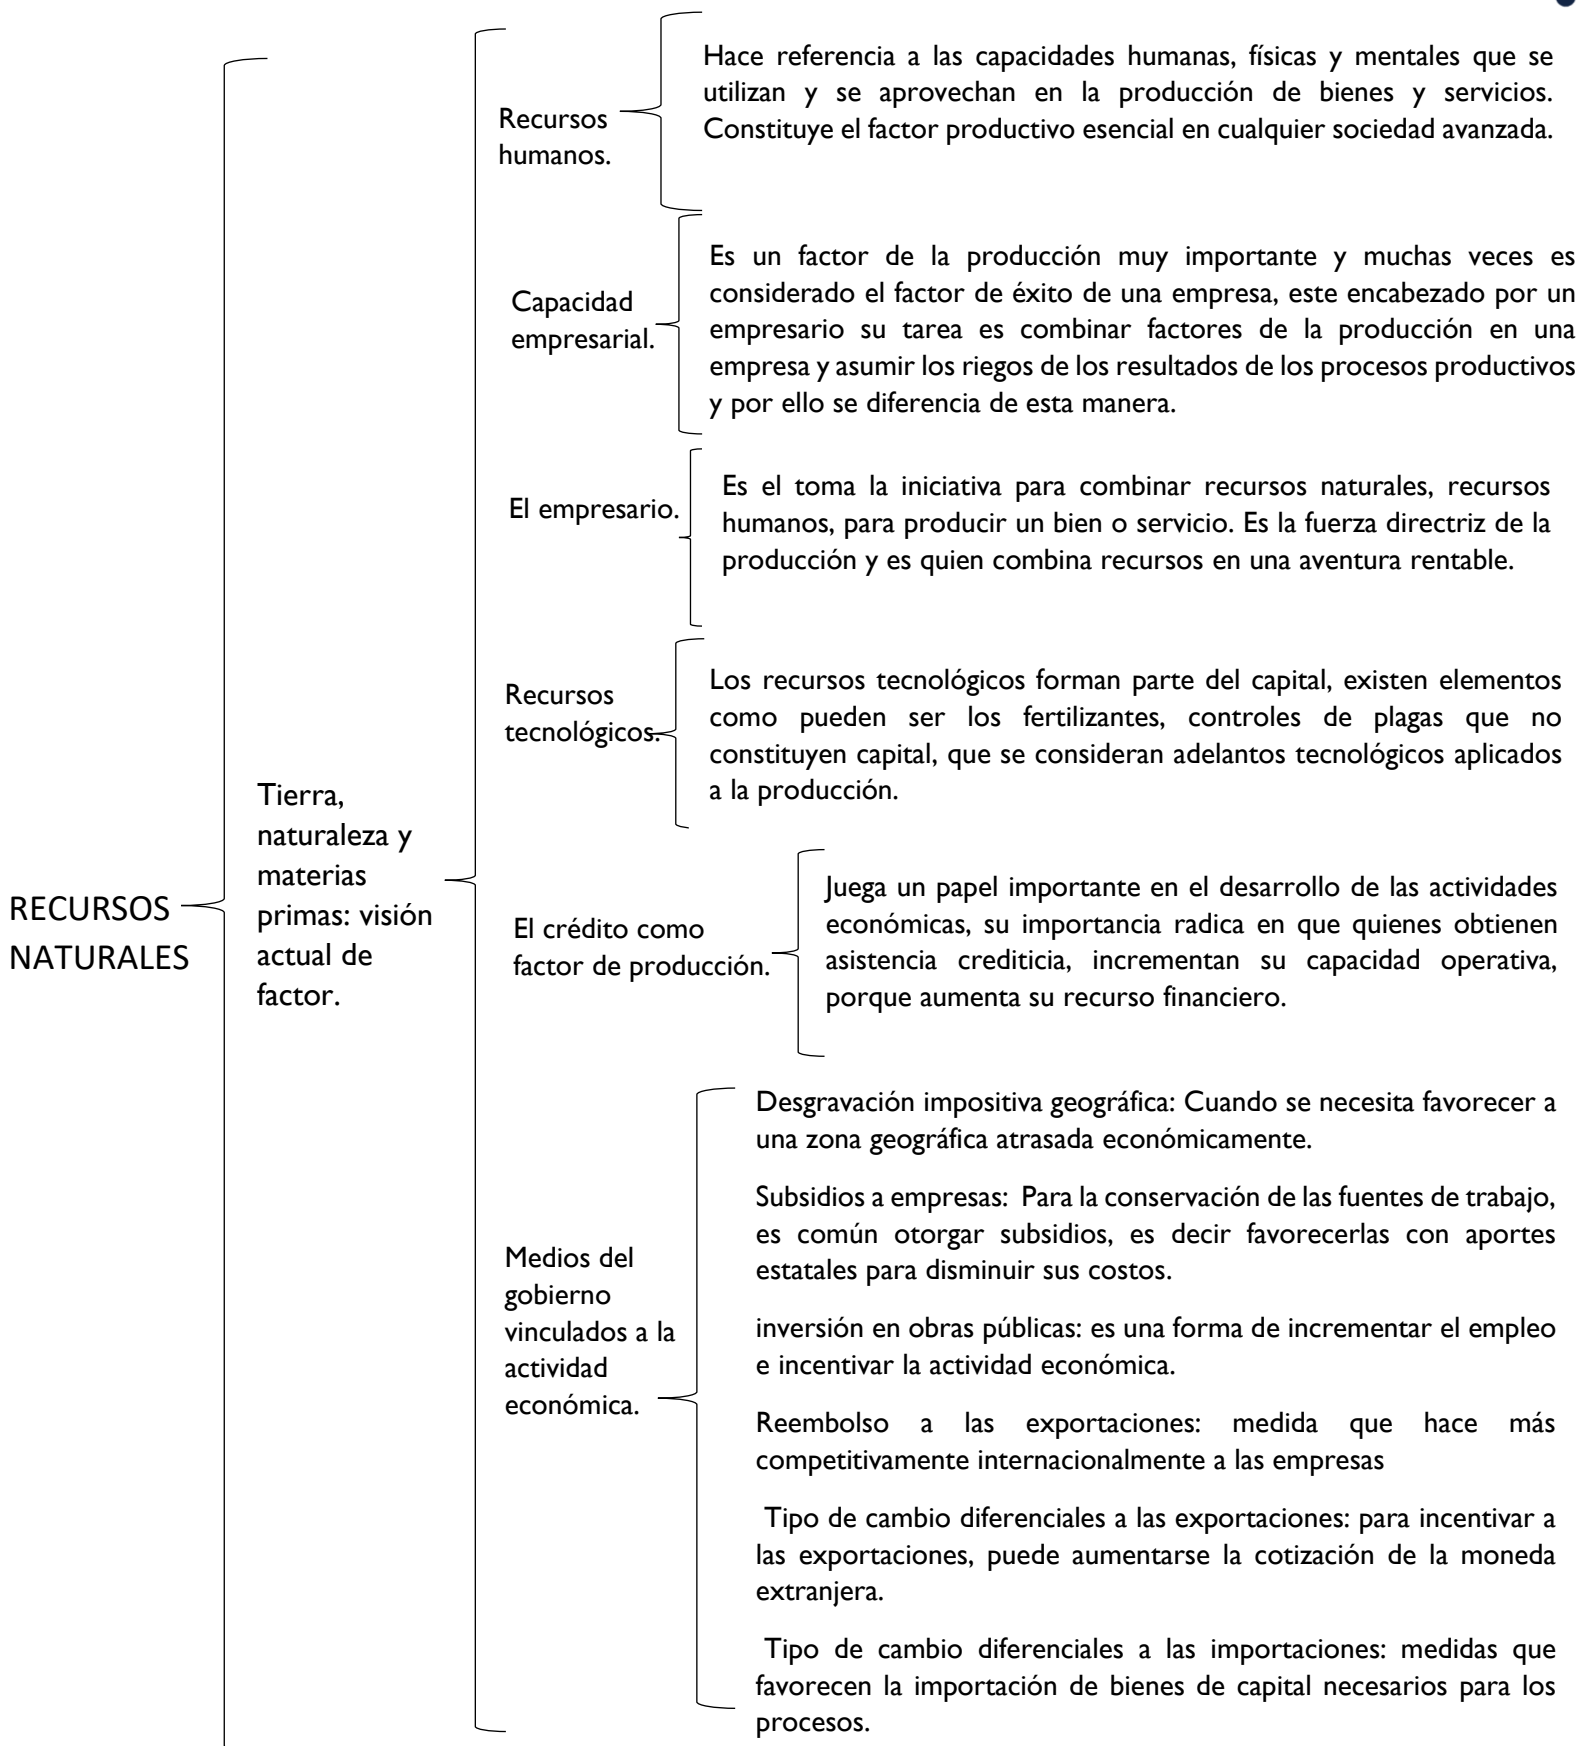 RECURSOS
NATURALES
Tierra,
naturaleza y
materias
primas: visión
actual de
factor.
Recursos
humanos.
Hace referencia a las capacidades humanas, físicas y mentales que se
utilizan y se aprovechan en la producción de bienes y servicios.
Constituye el factor productivo esencial en cualquier sociedad avanzada.
Capacidad
empresarial.
Es un factor de la producción muy importante y muchas veces es
considerado el factor de éxito de una empresa, este encabezado por un
empresario su tarea es combinar factores de la producción en una
empresa y asumir los riegos de los resultados de los procesos productivos
y por ello se diferencia de esta manera.
El empresario.
Es el toma la iniciativa para combinar recursos naturales, recursos
humanos, para producir un bien o servicio. Es la fuerza directriz de la
producción y es quien combina recursos en una aventura rentable.
Recursos
tecnológicos.
Los recursos tecnológicos forman parte del capital, existen elementos
como pueden ser los fertilizantes, controles de plagas que no
constituyen capital, que se consideran adelantos tecnológicos aplicados
a la producción.
El crédito como
factor de producción.
Juega un papel importante en el desarrollo de las actividades
económicas, su importancia radica en que quienes obtienen
asistencia crediticia, incrementan su capacidad operativa,
porque aumenta su recurso financiero.
Medios del
gobierno
vinculados a la
actividad
económica.
Desgravación impositiva geográfica: Cuando se necesita favorecer a
una zona geográfica atrasada económicamente.
Subsidios a empresas: Para la conservación de las fuentes de trabajo,
es común otorgar subsidios, es decir favorecerlas con aportes
estatales para disminuir sus costos.
inversión en obras públicas: es una forma de incrementar el empleo
e incentivar la actividad económica.
Reembolso a las exportaciones: medida que hace más
competitivamente internacionalmente a las empresas
Tipo de cambio diferenciales a las exportaciones: para incentivar a
las exportaciones, puede aumentarse la cotización de la moneda
extranjera.
Tipo de cambio diferenciales a las importaciones: medidas que
favorecen la importación de bienes de capital necesarios para los
procesos.